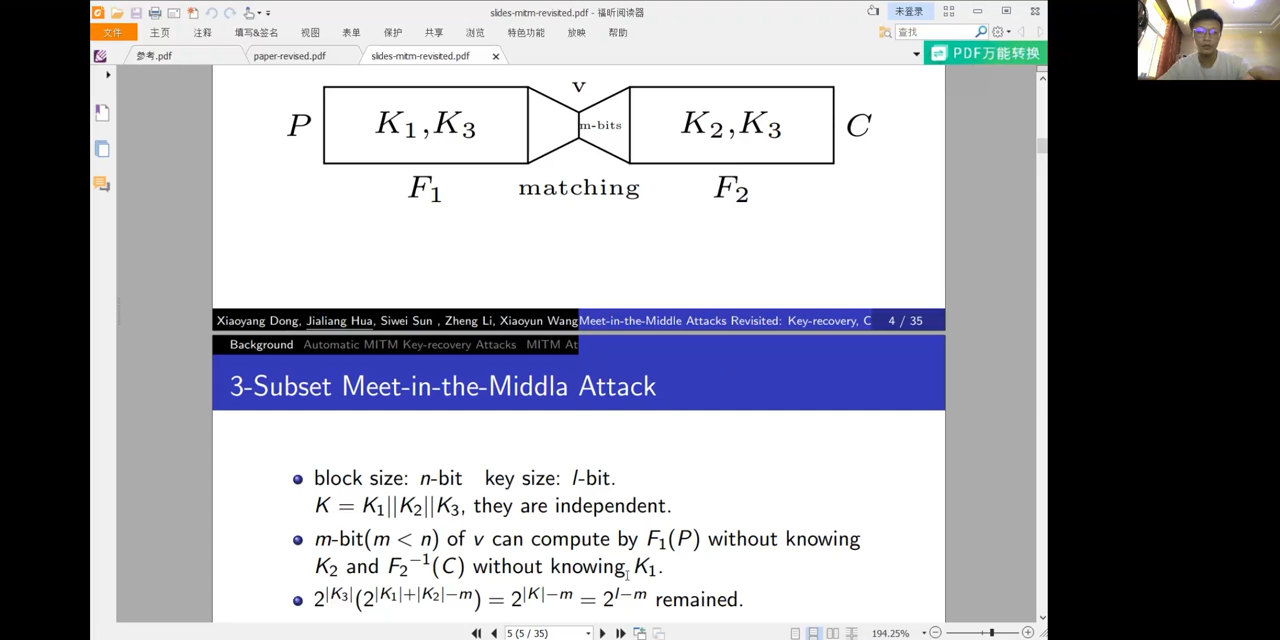 slides-mitm-revisited.pdf - 福昕阅读器
未登录
文件 主页 注释 填写&签名 视图 表单 保护 共享 浏览 特色功能 放映 帮助
查找
参考.pdf paper-revised.pdf slides-mitm-revisited.pdf
PDF万能转换
v
P K₁,K₃ m-bits K₂,K₃ C
F₁ matching F₂
Xiaoyang Dong, Jialiang Hua, Siwei Sun , Zheng Li, Xiaoyun Wang Meet-in-the-Middle Attacks Revisited: Key-recovery, C 4 / 35
Background Automatic MITM Key-recovery Attacks MITM At
3-Subset Meet-in-the-Middla Attack
block size: n-bit key size: l-bit.
K = K₁||K₂||K₃, they are independent.
m-bit(m < n) of v can compute by F₁(P) without knowing
K₂ and F₂⁻¹(C) without knowing K₁.
2^|K₃|(2^|K₁|+|K₂|−m) = 2^|K|−m = 2^l−m remained.
5 (5 / 35)
194.25%